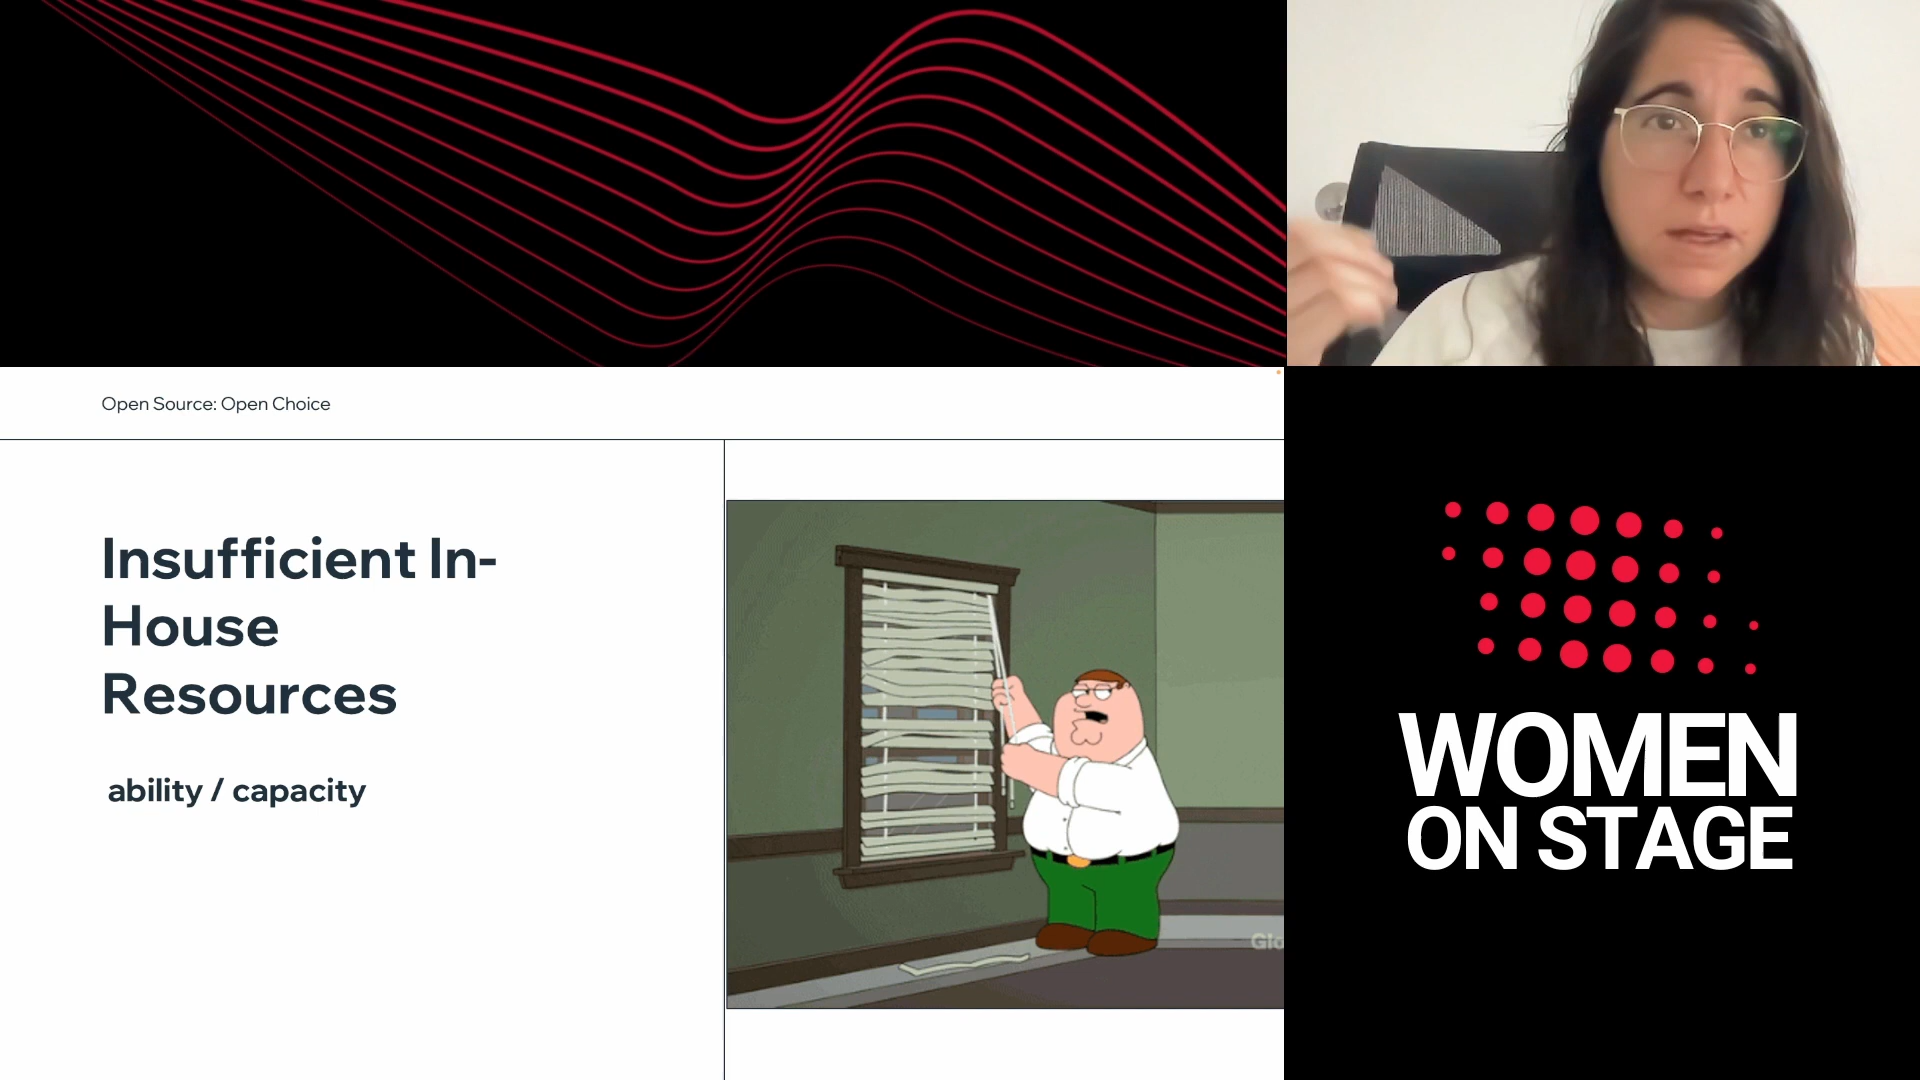 Open Source: Open Choice
Insufficient In-
House
Resources
ability / capacity
WOMEN
ON STAGE